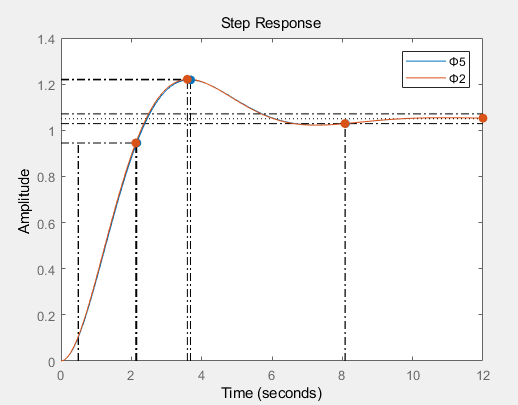 Step Response
Φ5
Φ2
1.4
1.2
1
0.8
0.6
0.4
0.2
0
Amplitude
0 2 4 6 8 10 12
Time (seconds)